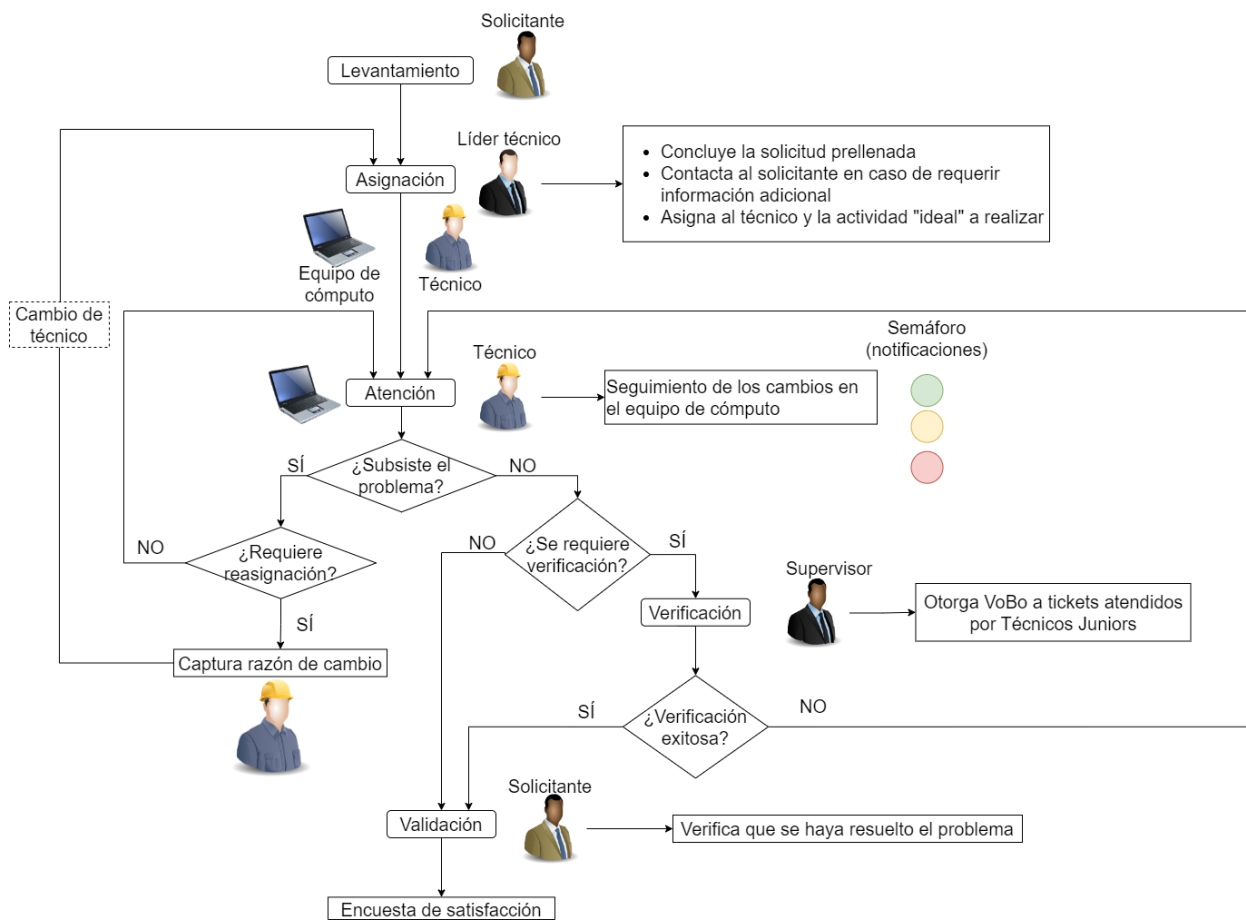 Solicitante
Levantamiento
Líder técnico
Asignación
• Concluye la solicitud prellenada
• Contacta al solicitante en caso de requerir
información adicional
• Asigna al técnico y la actividad "ideal" a realizar
Equipo de
cómputo
Técnico
Cambio de
técnico
Semáforo
(notificaciones)
Técnico
Atención
Seguimiento de los cambios en
el equipo de cómputo
¿Subsiste el
problema?
SÍ
NO
¿Requiere
reasignación?
NO
SÍ
¿Se requiere
verificación?
NO
SÍ
Supervisor
Verificación
Otorga VoBo a tickets atendidos
por Técnicos Juniors
Captura razón de cambio
¿Verificación
exitosa?
SÍ
NO
Solicitante
Validación
Verifica que se haya resuelto el problema
Encuesta de satisfacción